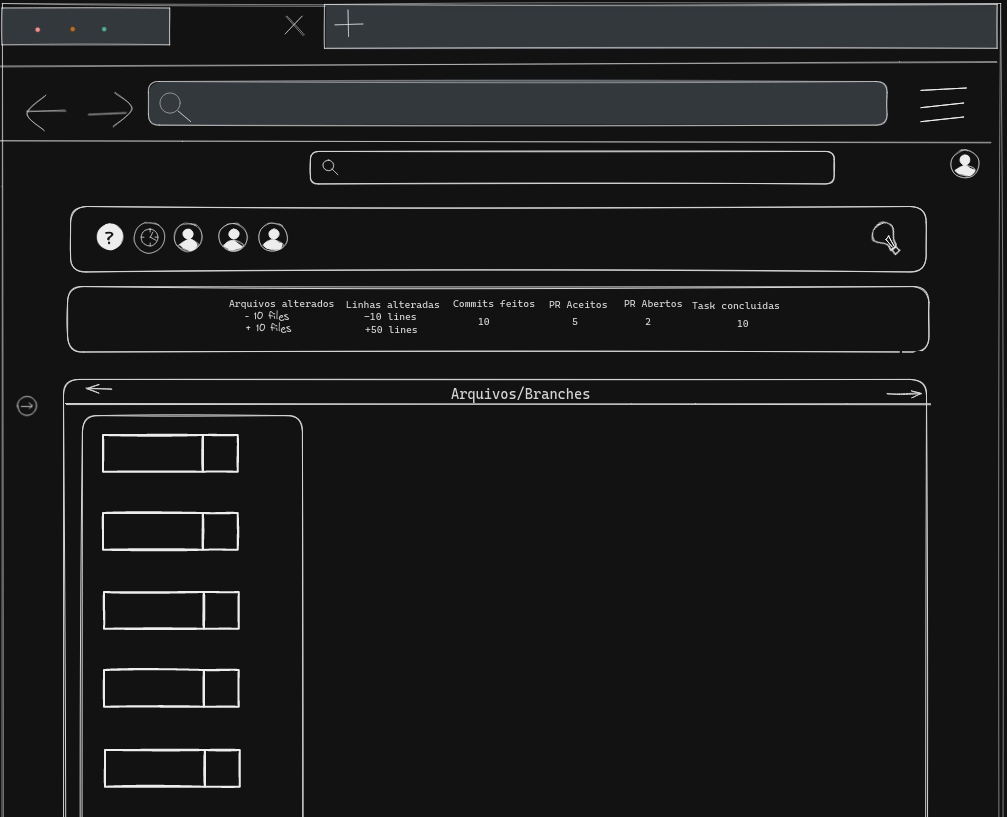 ?
Arquivos alterados
- 10 files
+ 10 files
Linhas alteradas
-10 lines
+50 lines
Commits feitos
10
PR Aceitos
5
PR Abertos
2
Task concluidas
10
Arquivos/Branches